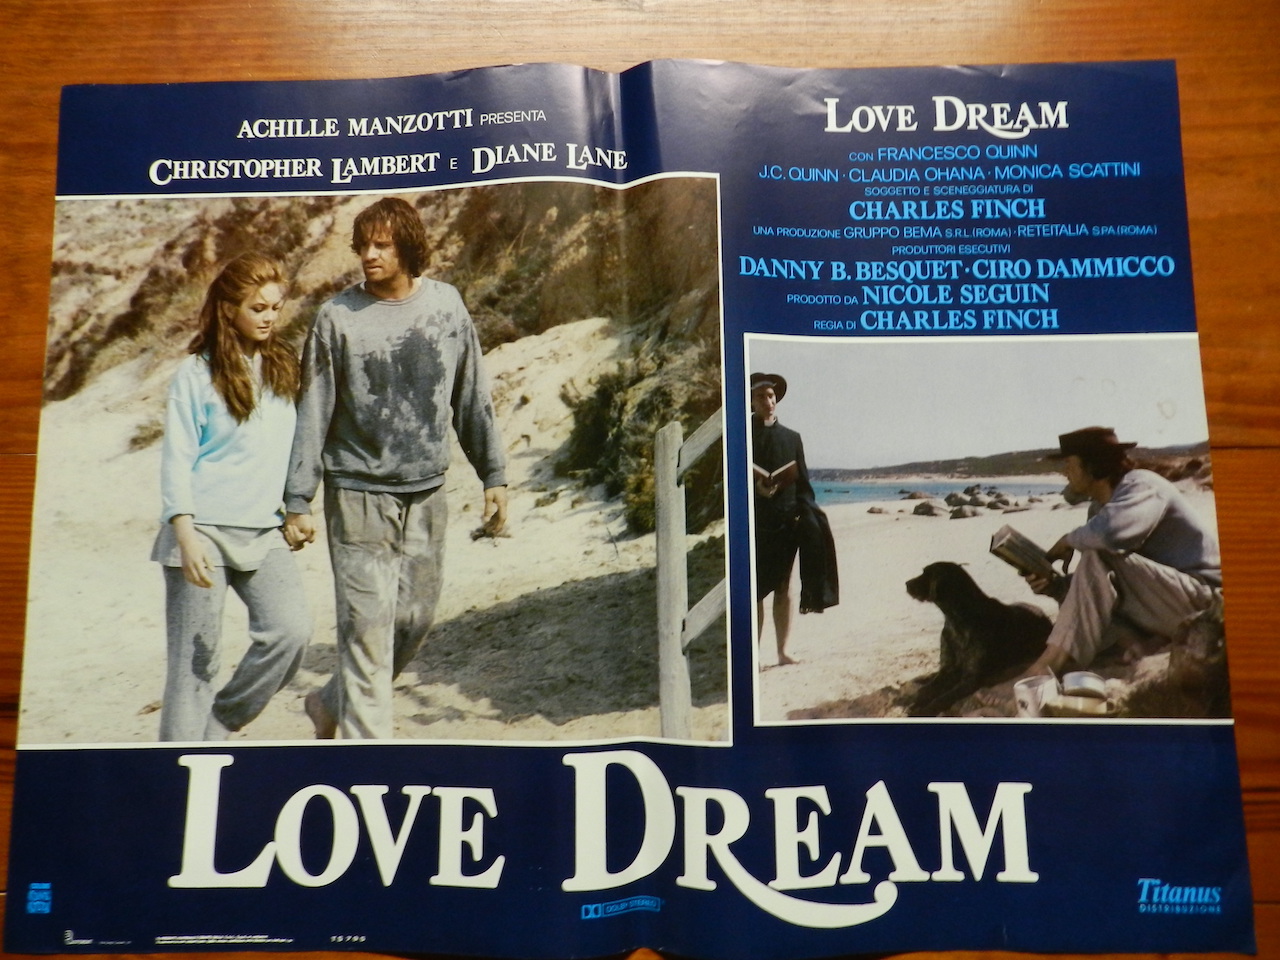 ACHILLE MANZOTTI PRESENTA
CHRISTOPHER LAMBERT E DIANE LANE
LOVE DREAM
CON FRANCESCO QUINN
J.C. QUINN · CLAUDIA OHANA · MONICA SCATTINI
SOGGETTO E SCENEGGIATURA DI
CHARLES FINCH
UNA PRODUZIONE GRUPPO BEMA S.R.L. (ROMA) · RETEITALIA S.P.A. (ROMA)
PRODUTTORI ESECUTIVI
DANNY B. BESQUET · CIRO DAMMICCO
PRODOTTO DA NICOLE SEGUIN
REGIA DI CHARLES FINCH
LOVE DREAM
DOLBY STEREO
Titanus
DISTRIBUZIONE